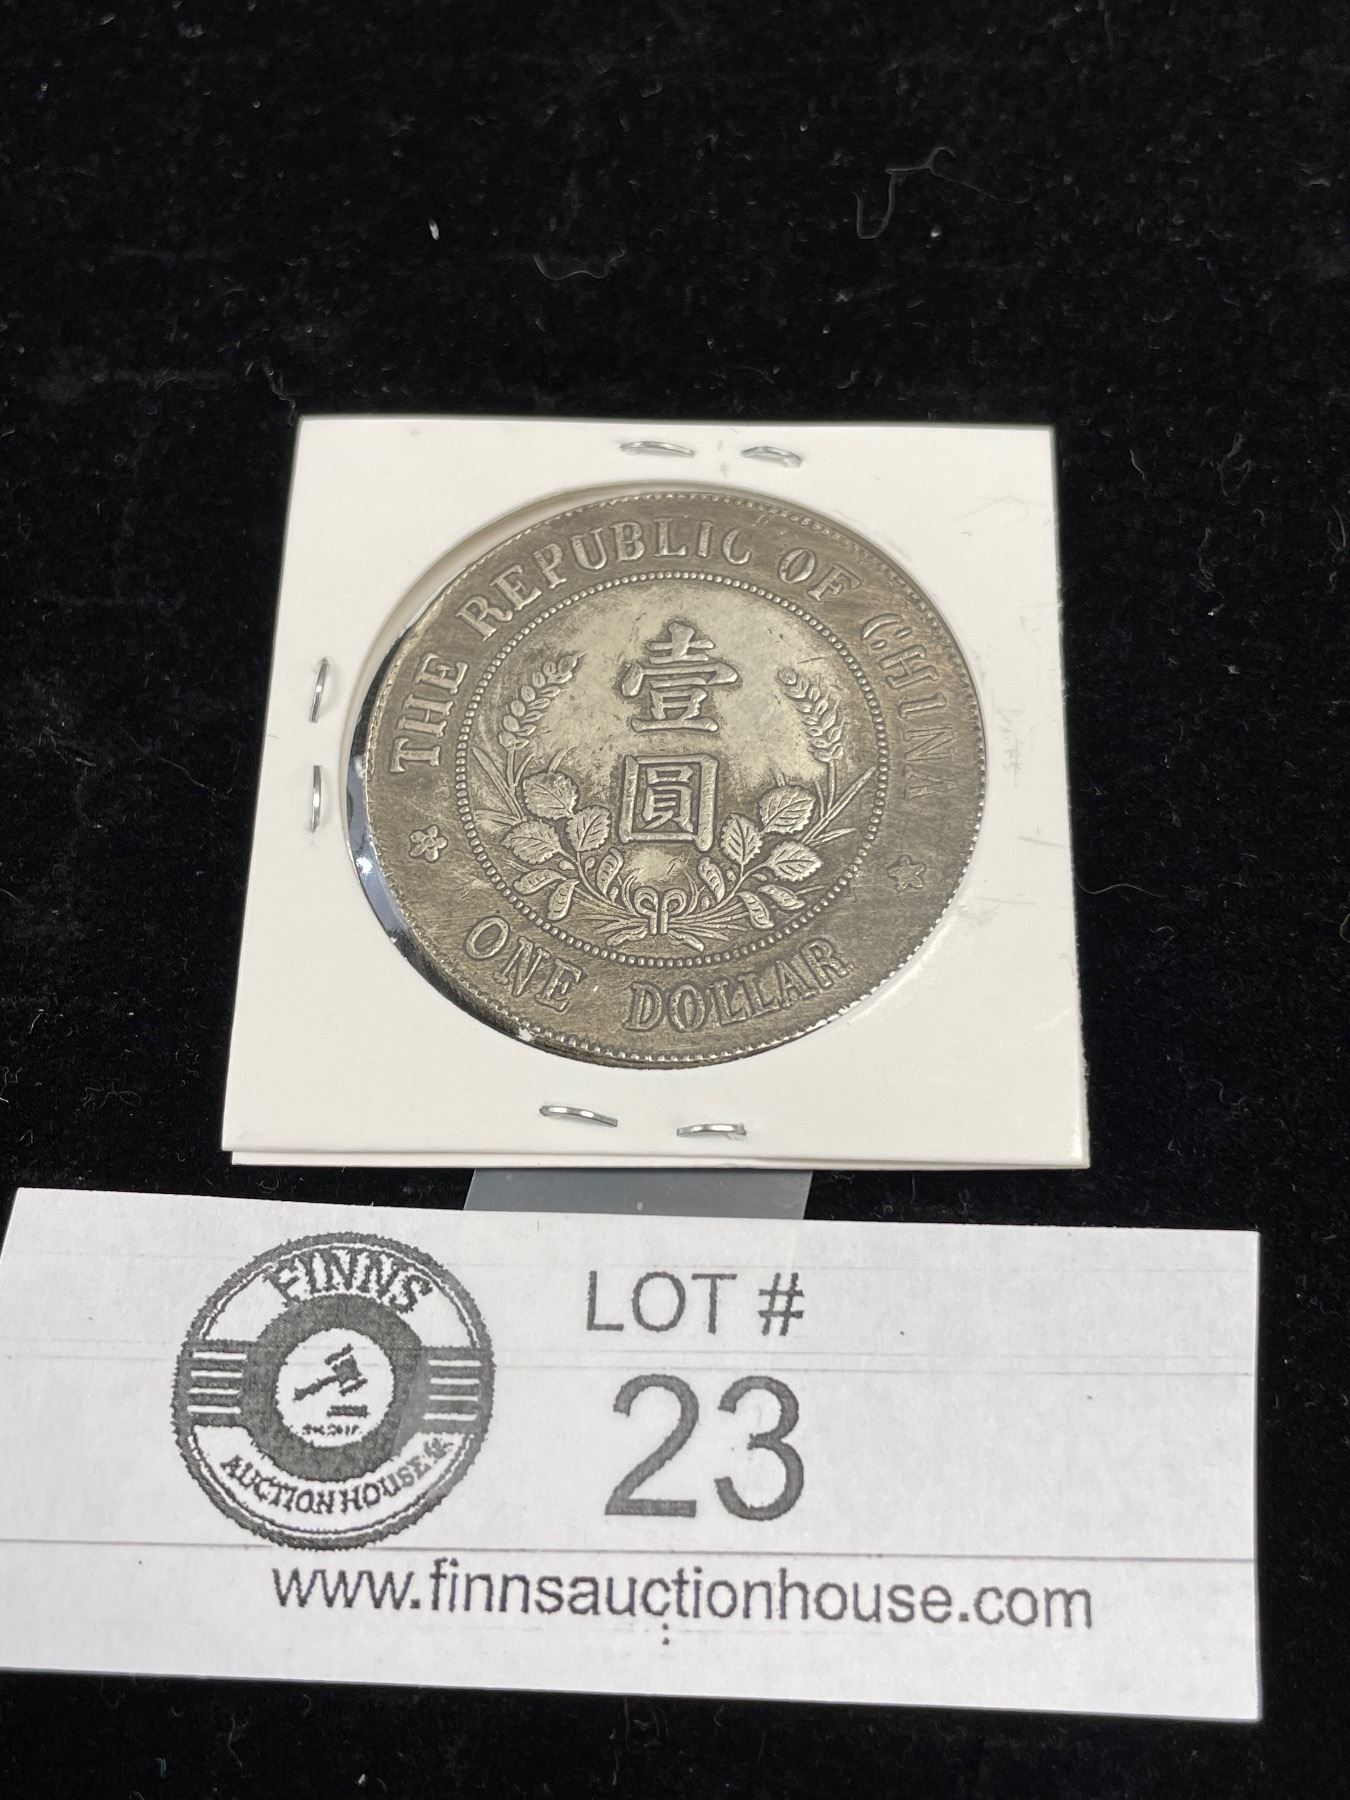 THE REPUBLIC OF CHINA
壹
圓
ONE DOLLAR
FINNS
AUCTION HOUSE
LOT #
23
www.finnsauctionhouse.com